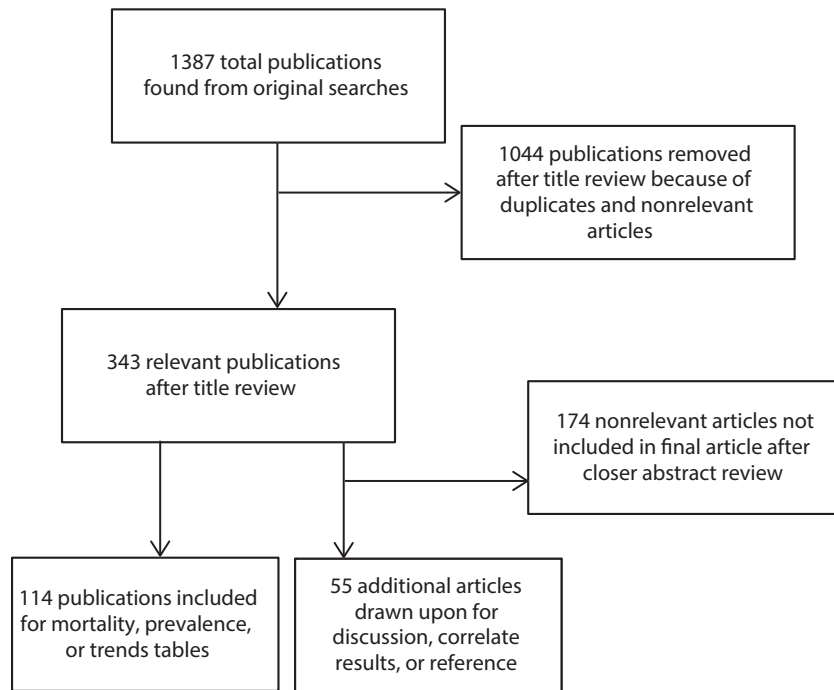 1387 total publications
found from original searches
1044 publications removed
after title review because of
duplicates and nonrelevant
articles
343 relevant publications
after title review
174 nonrelevant articles not
included in final article after
closer abstract review
114 publications included
for mortality, prevalence,
or trends tables
55 additional articles
drawn upon for
discussion, correlate
results, or reference